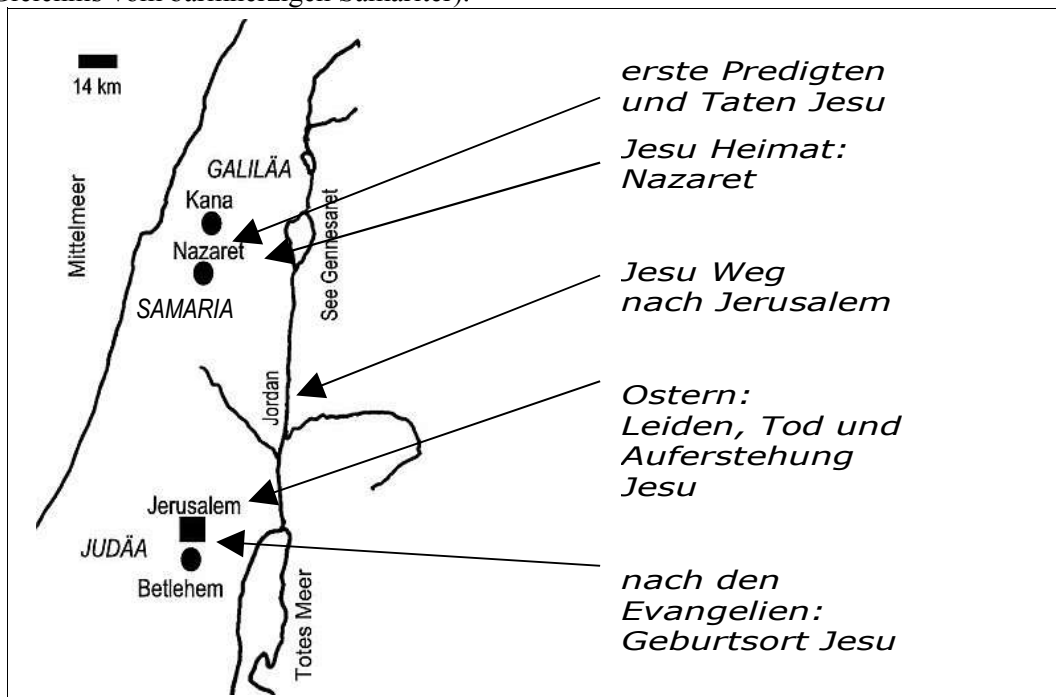 Gleichnis vom barmherzigen Samariter).
14 km
Mittelmeer
GALILÄA
Kana
Nazaret
SAMARIA
See Gennesaret
Jordan
Jerusalem
JUDÄA
Betlehem
Totes Meer
erste Predigten
und Taten Jesu
Jesu Heimat:
Nazaret
Jesu Weg
nach Jerusalem
Ostern:
Leiden, Tod und
Auferstehung
Jesu
nach den
Evangelien:
Geburtsort Jesu